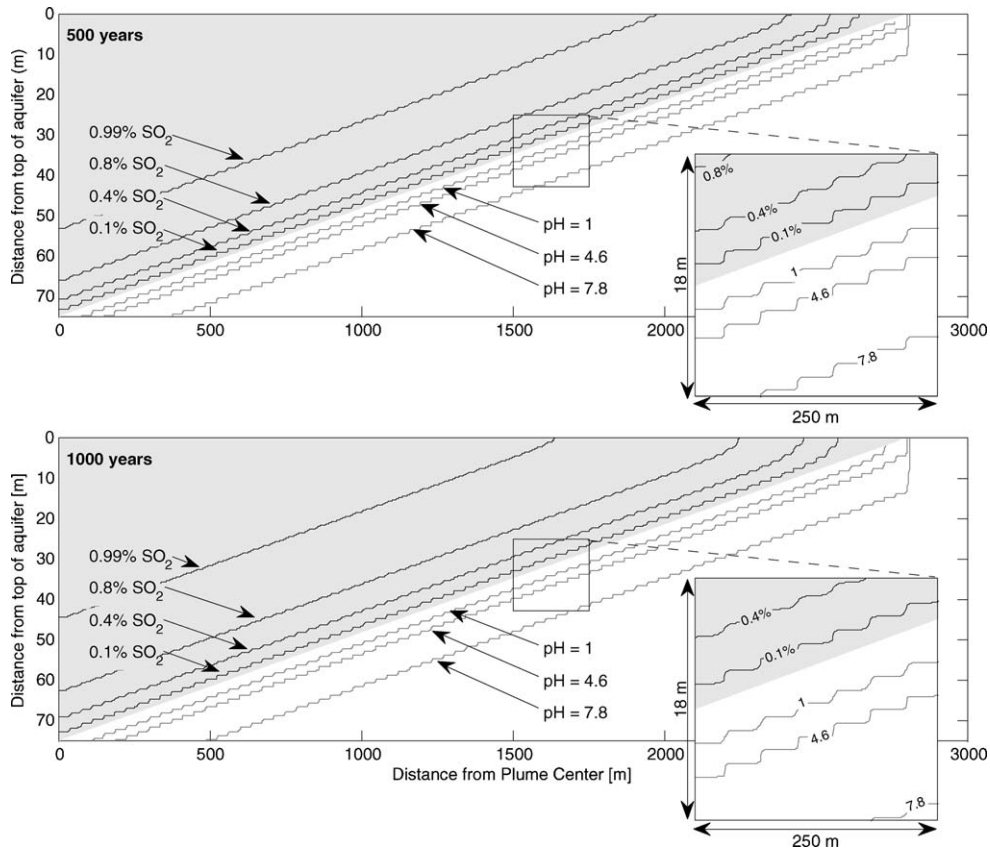 500 years
Distance from top of aquifer (m)
0
10
20
30
40
50
60
70
0.99% SO2
0.8% SO2
0.4% SO2
0.1% SO2
pH = 1
pH = 4.6
pH = 7.8
0 500 1000 1500 2000 3000
0.8%
0.4%
0.1%
1
4.6
7.8
18 m
250 m
1000 years
Distance from top of aquifer [m]
0
10
20
30
40
50
60
70
0.99% SO2
0.8% SO2
0.4% SO2
0.1% SO2
pH = 1
pH = 4.6
pH = 7.8
0 500 1000 1500 2000 3000
Distance from Plume Center [m]
0.4%
0.1%
1
4.6
7.8
18 m
250 m